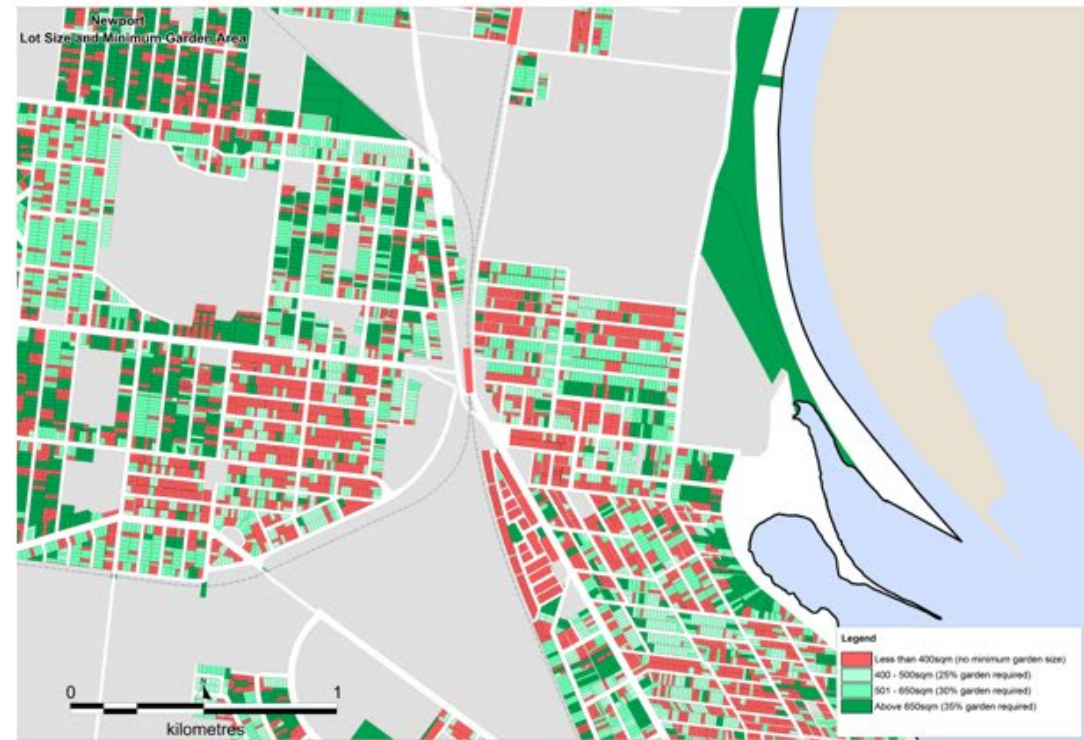 Newport
Lot Size and Minimum Garden Area
Legend
Less than 400sqm (no minimum garden size)
400 - 500sqm (25% garden required)
501 - 650sqm (30% garden required)
Above 650sqm (35% garden required)
N
0 1
kilometres